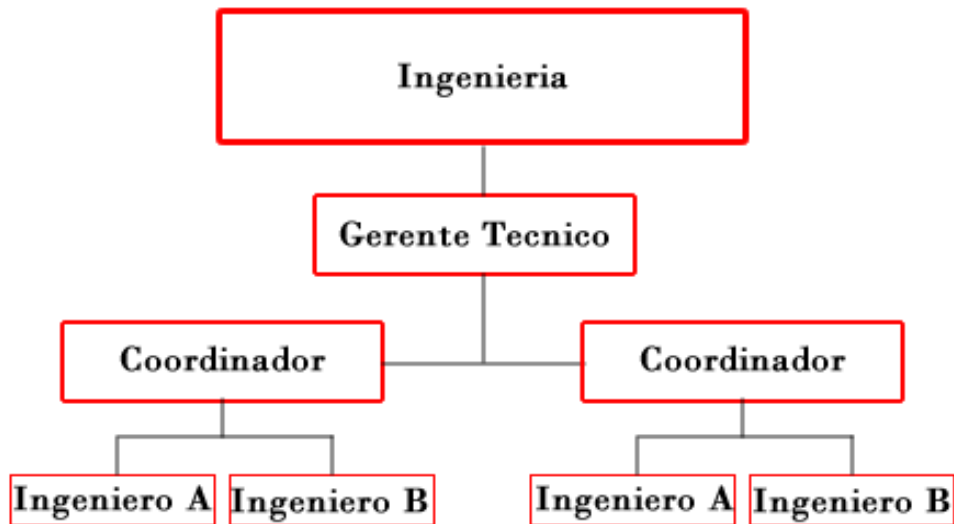 Ingenieria
Gerente Tecnico
Coordinador
Coordinador
Ingeniero A
Ingeniero B
Ingeniero A
Ingeniero B